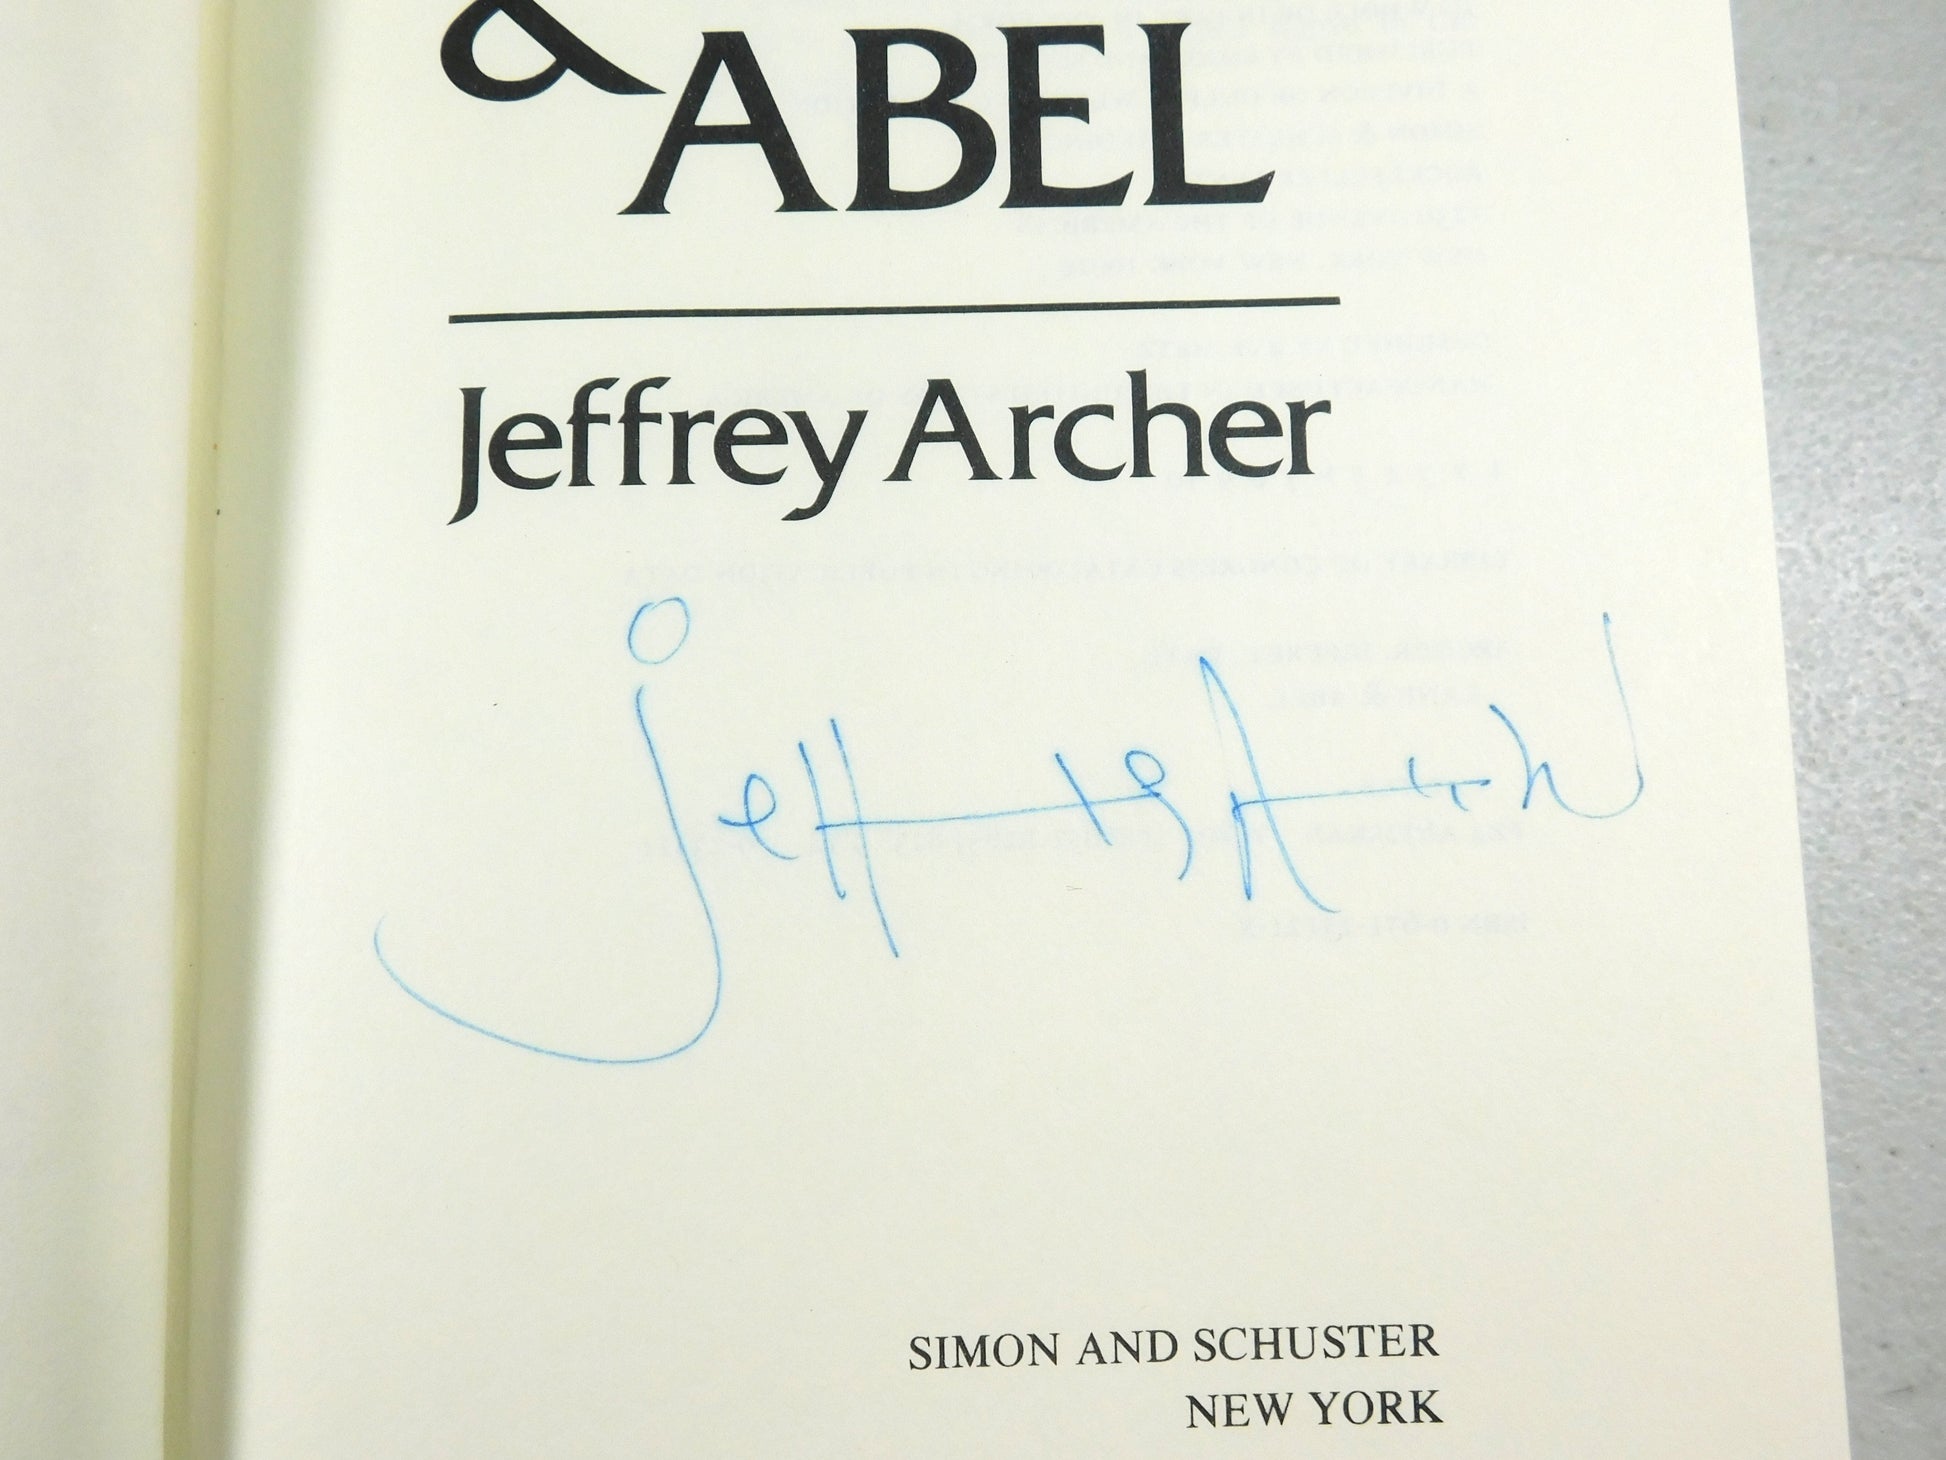 & ABEL
Jeffrey Archer
Jeffrey Archer
SIMON AND SCHUSTER
NEW YORK